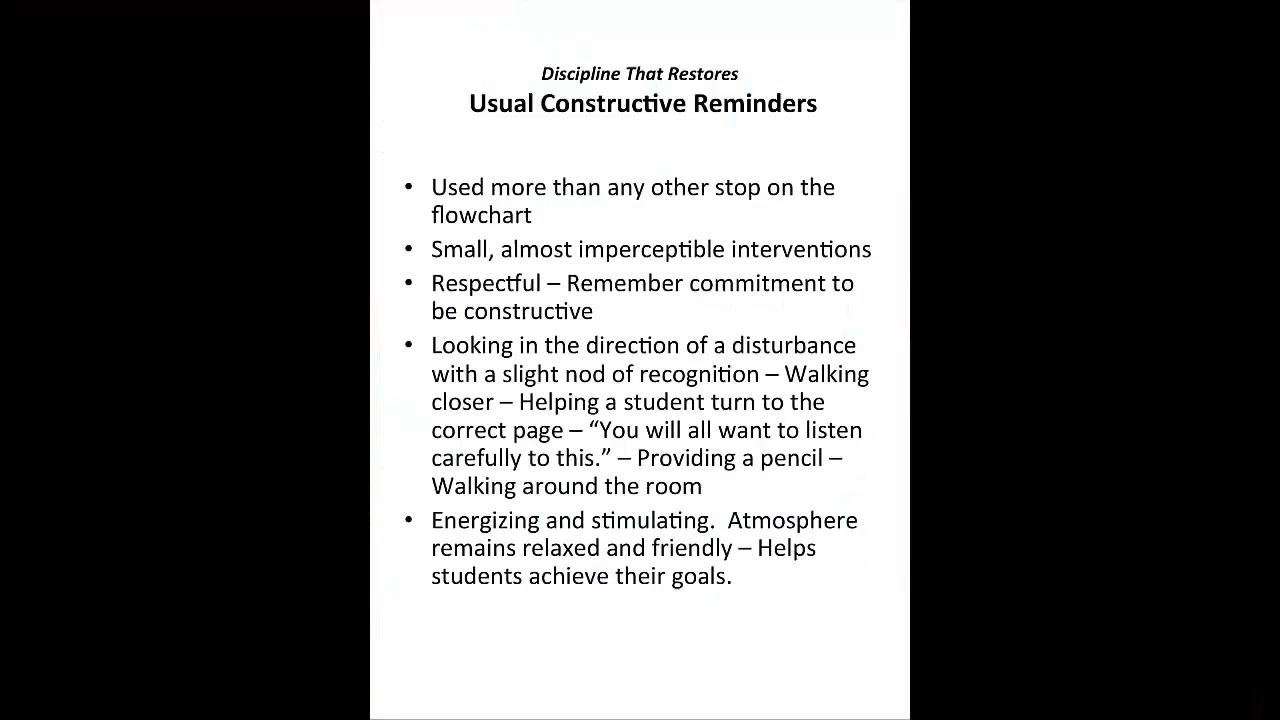 Discipline That Restores
Usual Constructive Reminders
• Used more than any other stop on the
flowchart
• Small, almost imperceptible interventions
• Respectful – Remember commitment to
be constructive
• Looking in the direction of a disturbance
with a slight nod of recognition – Walking
closer – Helping a student turn to the
correct page – “You will all want to listen
carefully to this.” – Providing a pencil –
Walking around the room
• Energizing and stimulating.  Atmosphere
remains relaxed and friendly – Helps
students achieve their goals.